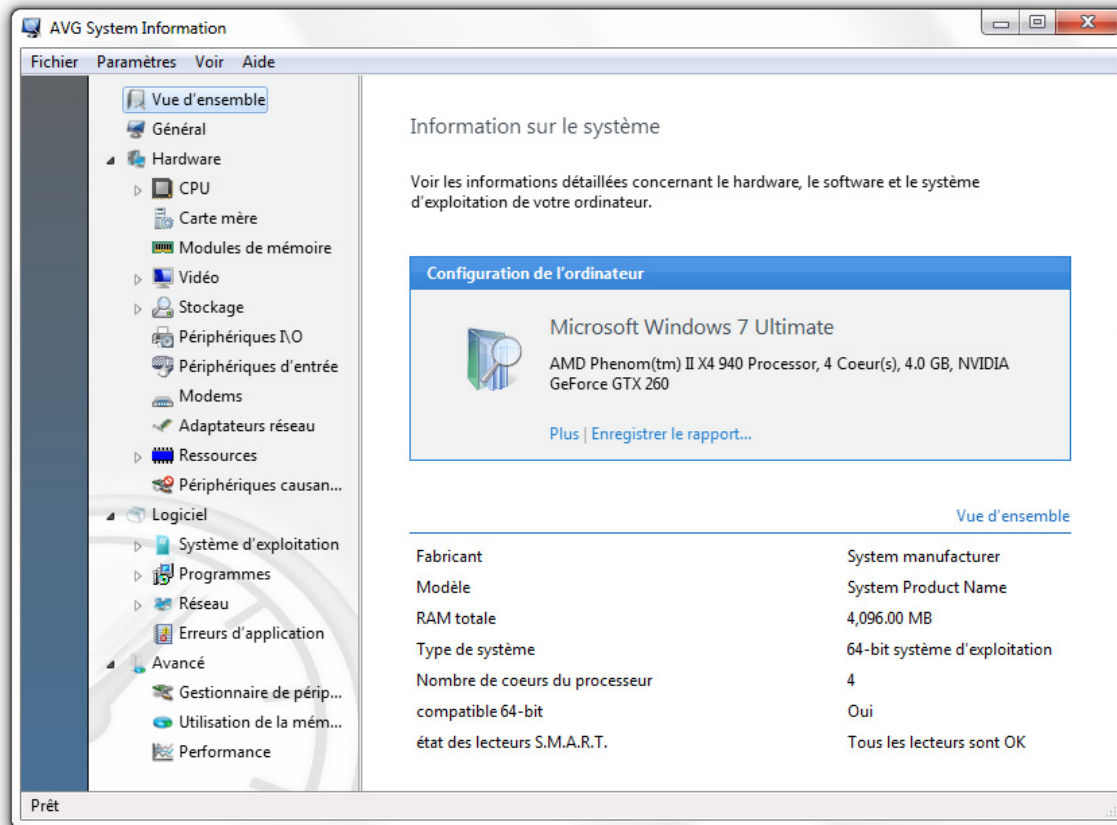 AVG System Information
Fichier Paramètres Voir Aide
Vue d'ensemble
Général
Hardware
CPU
Carte mère
Modules de mémoire
Vidéo
Stockage
Périphériques I\O
Périphériques d'entrée
Modems
Adaptateurs réseau
Ressources
Périphériques causan...
Logiciel
Système d'exploitation
Programmes
Réseau
Erreurs d'application
Avancé
Gestionnaire de périp...
Utilisation de la mém...
Performance
Information sur le système
Voir les informations détaillées concernant le hardware, le software et le système
d'exploitation de votre ordinateur.
Configuration de l'ordinateur
Microsoft Windows 7 Ultimate
AMD Phenom(tm) II X4 940 Processor, 4 Coeur(s), 4.0 GB, NVIDIA
GeForce GTX 260
Plus | Enregistrer le rapport...
Vue d'ensemble
Fabricant System manufacturer
Modèle System Product Name
RAM totale 4,096.00 MB
Type de système 64-bit système d'exploitation
Nombre de coeurs du processeur 4
compatible 64-bit Oui
état des lecteurs S.M.A.R.T. Tous les lecteurs sont OK
Prêt